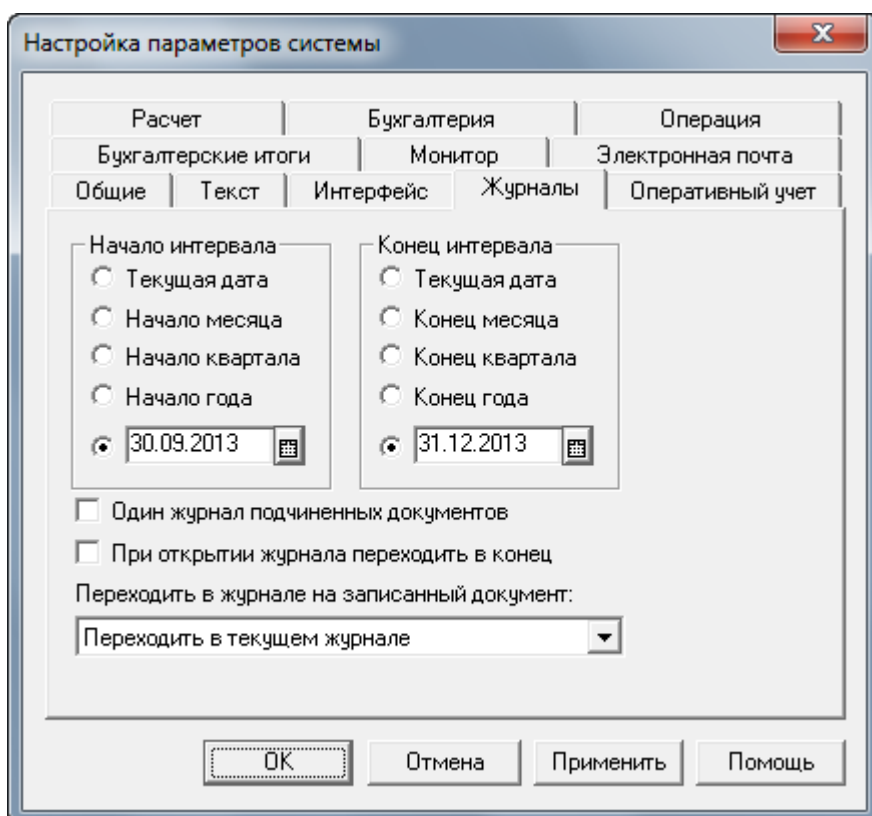 Настройка параметров системы
Расчет Бухгалтерия Операция
Бухгалтерские итоги Монитор Электронная почта
Общие Текст Интерфейс Журналы Оперативный учет
Начало интервала Конец интервала
Текущая дата Текущая дата
Начало месяца Конец месяца
Начало квартала Конец квартала
Начало года Конец года
30.09.2013 31.12.2013
Один журнал подчиненных документов
При открытии журнала переходить в конец
Переходить в журнале на записанный документ:
Переходить в текущем журнале
OK Отмена Применить Помощь